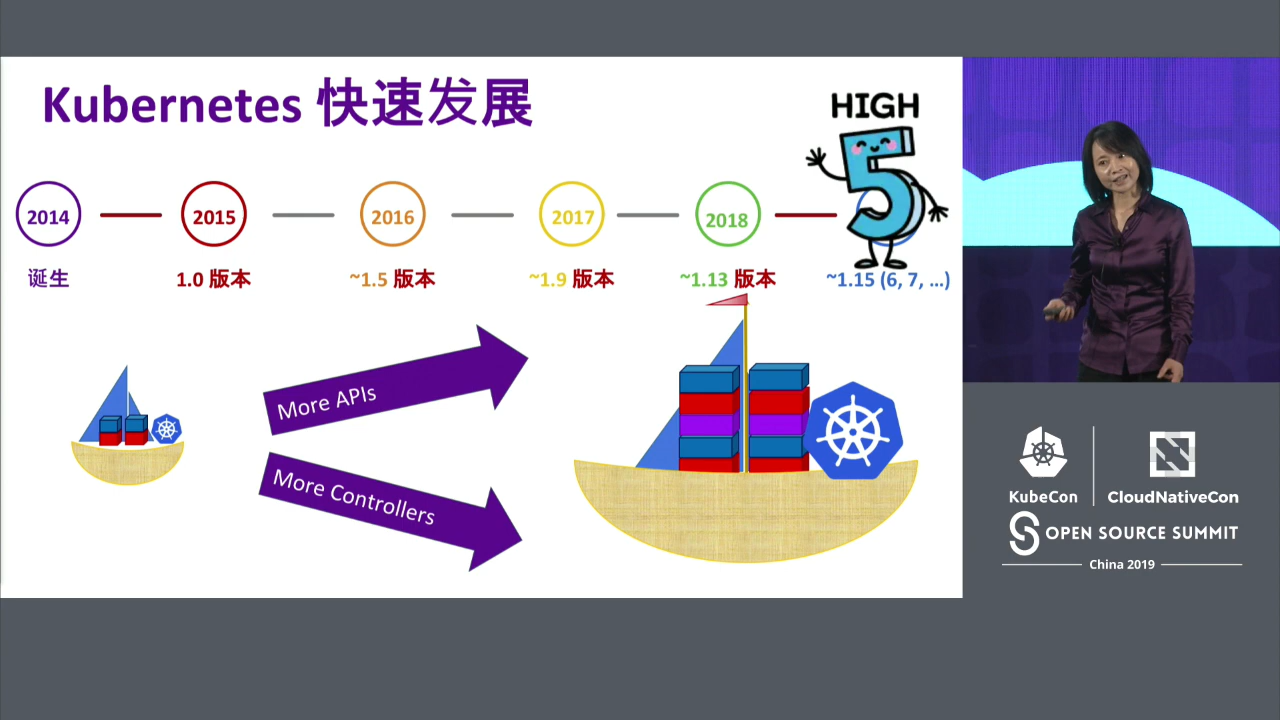 Kubernetes 快速发展
HIGH
5
2014
2015
2016
2017
2018
诞生
1.0 版本
~1.5 版本
~1.9 版本
~1.13 版本
~1.15 (6, 7, ...)
More APIs
More Controllers
KubeCon
CloudNativeCon
OPEN SOURCE SUMMIT
China 2019